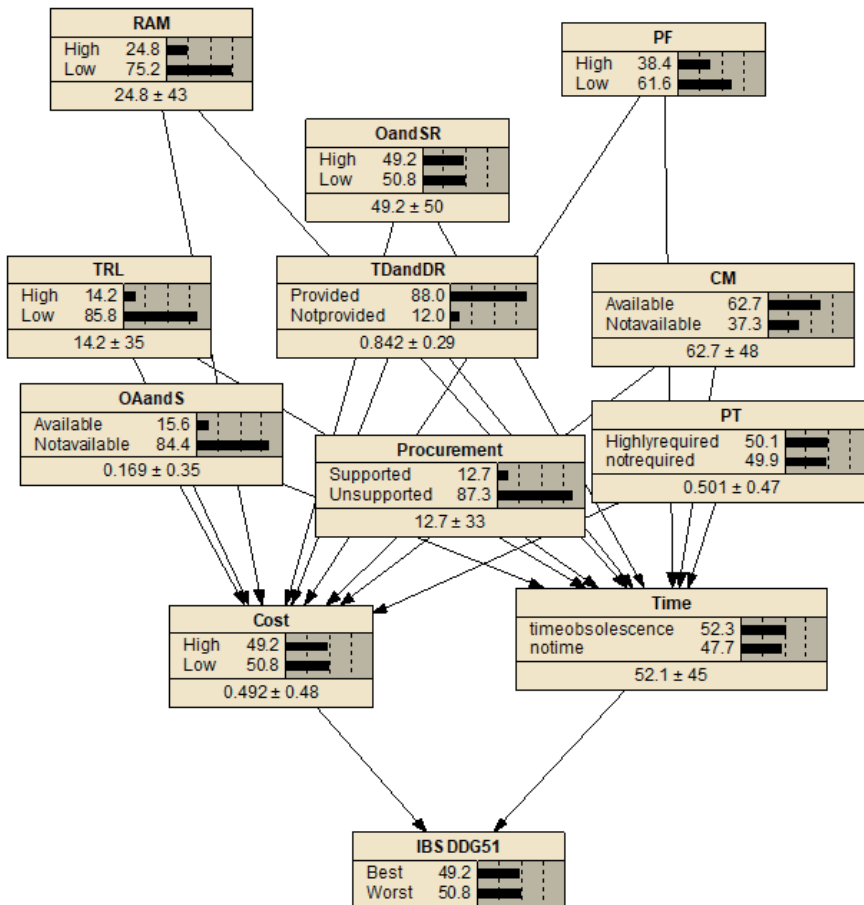 RAM
High 24.8
Low 75.2
24.8 ± 43
PF
High 38.4
Low 61.6
OandSR
High 49.2
Low 50.8
49.2 ± 50
TRL
High 14.2
Low 85.8
14.2 ± 35
TDandDR
Provided 88.0
Notprovided 12.0
0.842 ± 0.29
CM
Available 62.7
Notavailable 37.3
62.7 ± 48
OAandS
Available 15.6
Notavailable 84.4
0.169 ± 0.35
Procurement
Supported 12.7
Unsupported 87.3
12.7 ± 33
PT
Highlyrequired 50.1
notrequired 49.9
0.501 ± 0.47
Cost
High 49.2
Low 50.8
0.492 ± 0.48
Time
timeobsolescence 52.3
notime 47.7
52.1 ± 45
IBS DDG51
Best 49.2
Worst 50.8